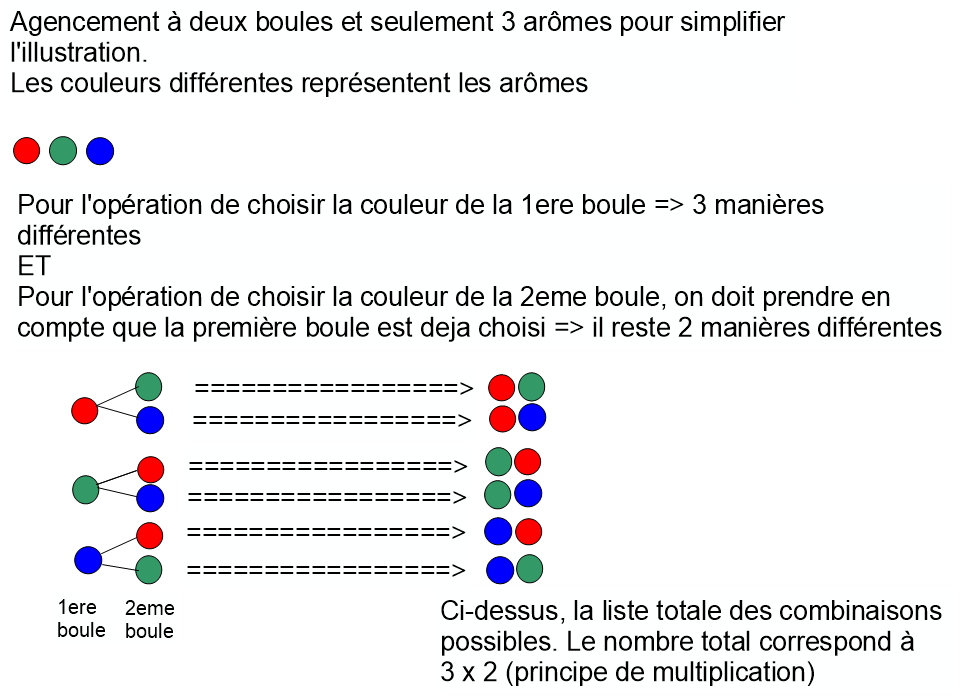 Agencement à deux boules et seulement 3 arômes pour simplifier
l'illustration.
Les couleurs différentes représentent les arômes
Pour l'opération de choisir la couleur de la 1ere boule => 3 manières
différentes
ET
Pour l'opération de choisir la couleur de la 2eme boule, on doit prendre en
compte que la première boule est deja choisi => il reste 2 manières différentes
=================>
=================>
=================>
=================>
=================>
=================>
1ere
boule
2eme
boule
Ci-dessus, la liste totale des combinaisons
possibles. Le nombre total correspond à
3 x 2 (principe de multiplication)